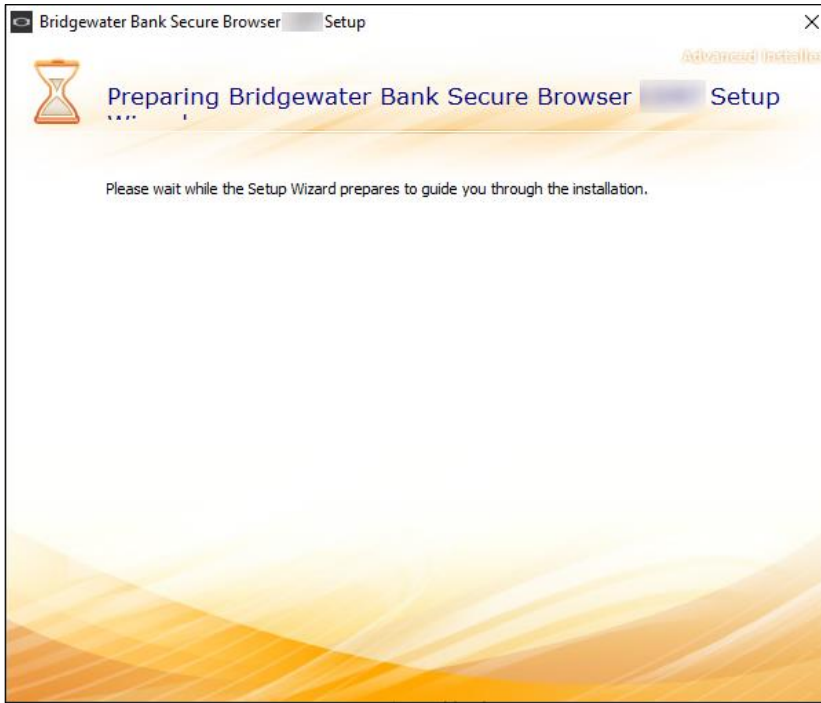 Bridgewater Bank Secure Browser Setup
Advanced Installer
Preparing Bridgewater Bank Secure Browser Setup
Please wait while the Setup Wizard prepares to guide you through the installation.